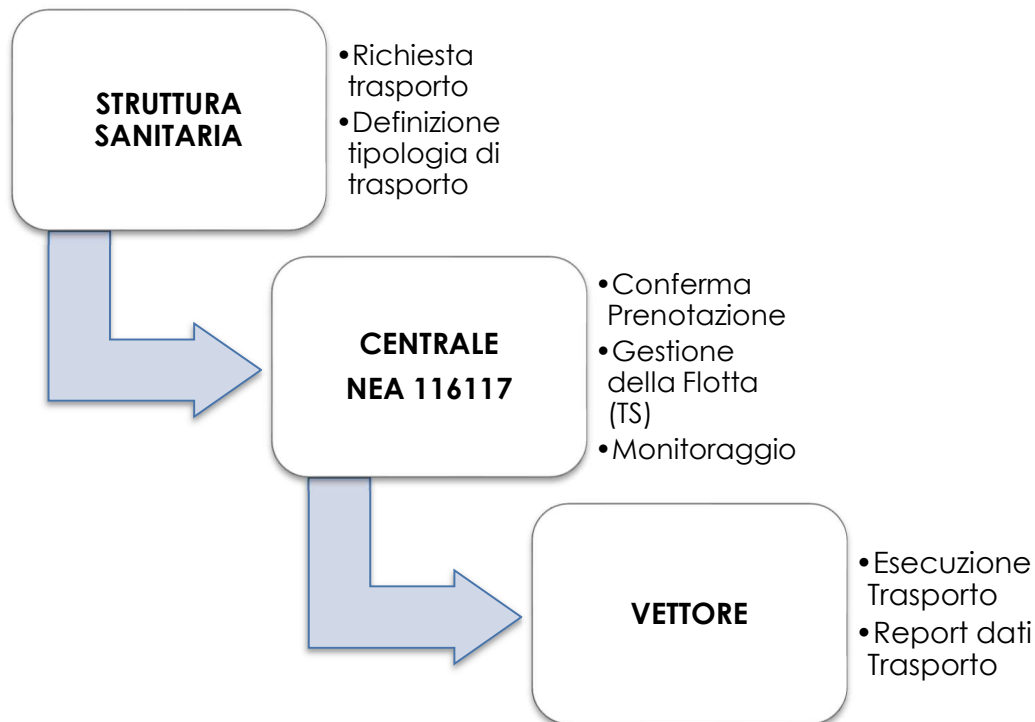 STRUTTURA
SANITARIA
•Richiesta
trasporto
•Definizione
tipologia di
trasporto
CENTRALE
NEA 116117
•Conferma
Prenotazione
•Gestione
della Flotta
(TS)
•Monitoraggio
VETTORE
•Esecuzione
Trasporto
•Report dati
Trasporto